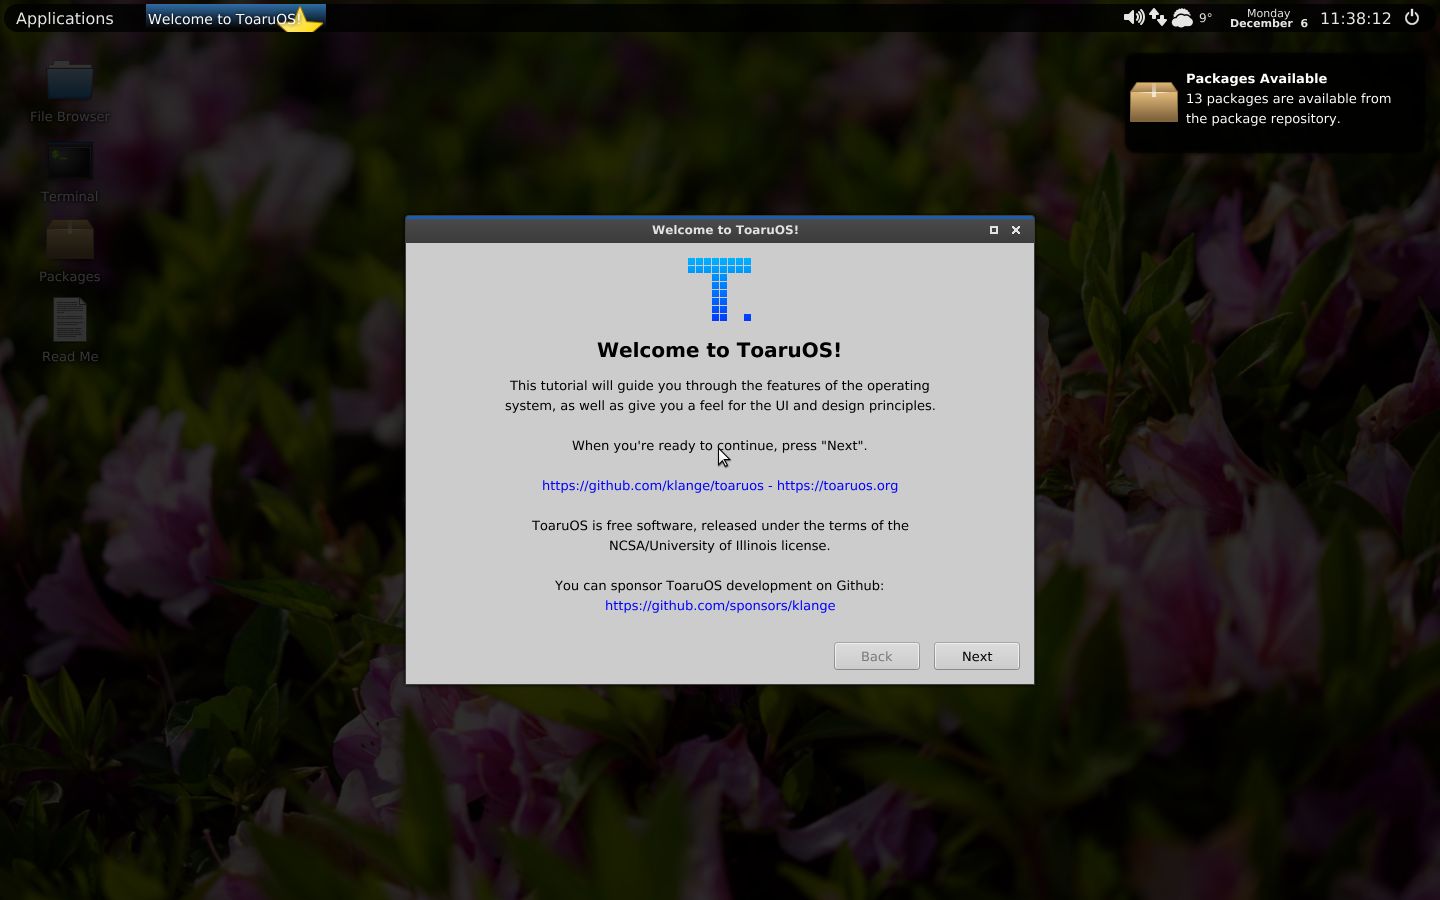 Applications
Welcome to ToaruOS!
9°
Monday
December 6
11:38:12
File Browser
Terminal
Packages
Read Me
Packages Available
13 packages are available from
the package repository.
Welcome to ToaruOS!
T.
Welcome to ToaruOS!
This tutorial will guide you through the features of the operating
system, as well as give you a feel for the UI and design principles.
When you're ready to continue, press "Next".
https://github.com/klange/toaruos - https://toaruos.org
ToaruOS is free software, released under the terms of the
NCSA/University of Illinois license.
You can sponsor ToaruOS development on Github:
https://github.com/sponsors/klange
Back
Next